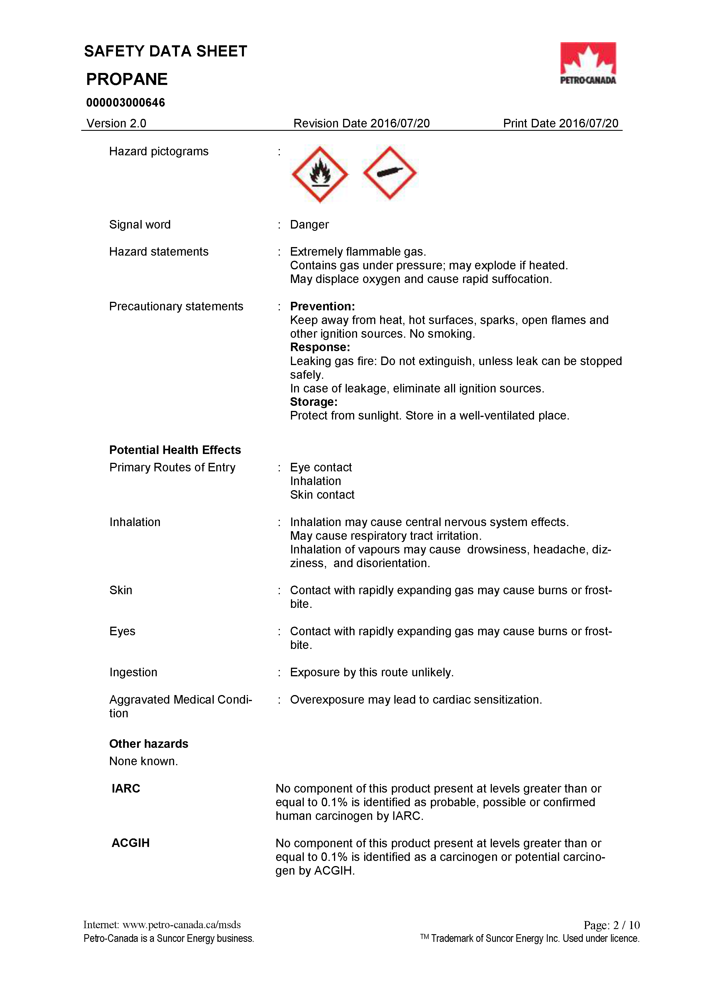 SAFETY DATA SHEET
PROPANE
PETRO-CANADA
000003000646
Version 2.0 Revision Date 2016/07/20 Print Date 2016/07/20
Hazard pictograms :
Signal word : Danger
Hazard statements : Extremely flammable gas.
Contains gas under pressure; may explode if heated.
May displace oxygen and cause rapid suffocation.
Precautionary statements : Prevention:
Keep away from heat, hot surfaces, sparks, open flames and
other ignition sources. No smoking.
Response:
Leaking gas fire: Do not extinguish, unless leak can be stopped
safely.
In case of leakage, eliminate all ignition sources.
Storage:
Protect from sunlight. Store in a well-ventilated place.
Potential Health Effects
Primary Routes of Entry : Eye contact
Inhalation
Skin contact
Inhalation : Inhalation may cause central nervous system effects.
May cause respiratory tract irritation.
Inhalation of vapours may cause drowsiness, headache, diz-
ziness, and disorientation.
Skin : Contact with rapidly expanding gas may cause burns or frost-
bite.
Eyes : Contact with rapidly expanding gas may cause burns or frost-
bite.
Ingestion : Exposure by this route unlikely.
Aggravated Medical Condi- : Overexposure may lead to cardiac sensitization.
tion
Other hazards
None known.
IARC No component of this product present at levels greater than or
equal to 0.1% is identified as probable, possible or confirmed
human carcinogen by IARC.
ACGIH No component of this product present at levels greater than or
equal to 0.1% is identified as a carcinogen or potential carcino-
gen by ACGIH.
Internet: www.petro-canada.ca/msds Page: 2 / 10
Petro-Canada is a Suncor Energy business. TM Trademark of Suncor Energy Inc. Used under licence.